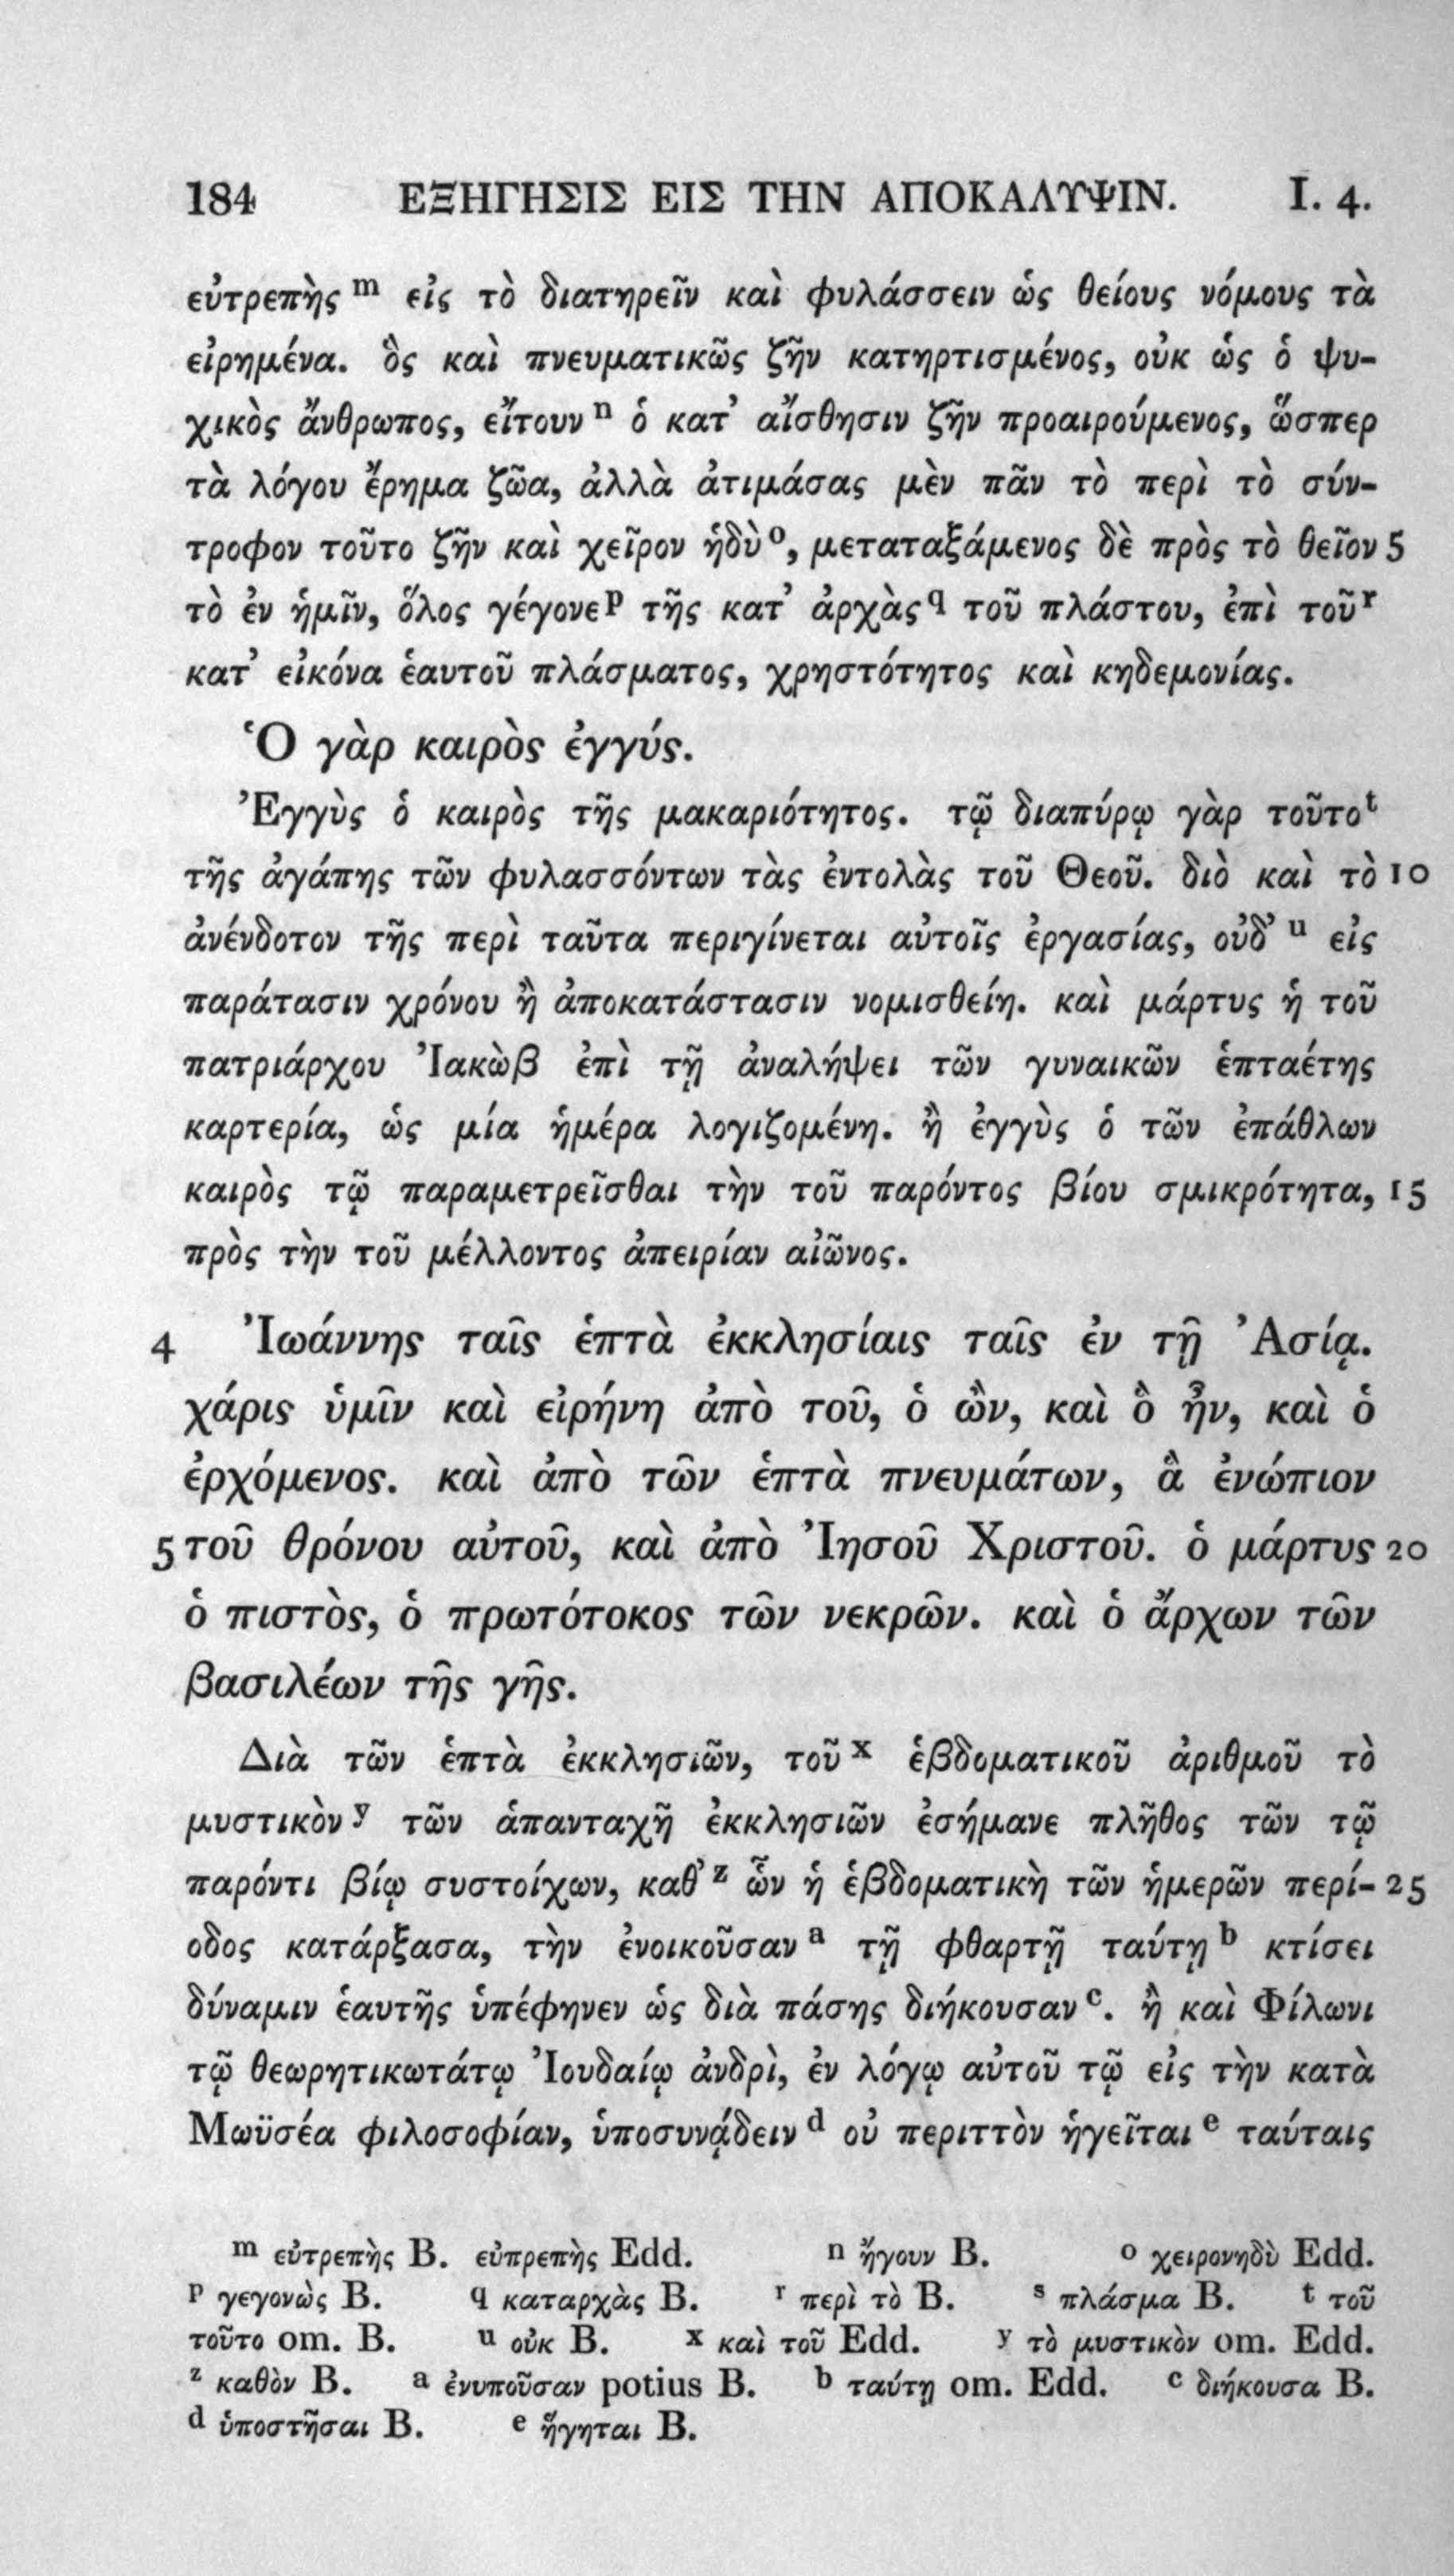 184 ΕΞΗΓΗΣΙΣ ΕΙΣ ΤΗΝ ΑΠΟΚΑΛΥΨΙΝ. I. 4.
εὐτρεπὴς m εἰς τὸ διατηρεῖν καὶ φυλάσσειν ὡς θείους νόμους τὰ
εἰρημένα. ὃς καὶ πνευματικῶς ζῆν κατηρτισμένος, οὐκ ὡς ὁ ψυ-
χικὸς ἄνθρωπος, εἴτουν n ὁ κατ’ αἴσθησιν ζῆν προαιρούμενος, ὥσπερ
τὰ λόγου ἔρημα ζῶα, ἀλλὰ ἀτιμάσας μὲν πᾶν τὸ περὶ τὸ σύν-
τροφον τοῦτο ζῆν καὶ χεῖρον ἡδὺ o, μεταταξάμενος δὲ πρὸς τὸ θεῖον 5
τὸ ἐν ἡμῖν, ὅλος γέγονε p τῆς κατ’ ἀρχὰς q τοῦ πλάστου, ἐπὶ τοῦ r
κατ’ εἰκόνα ἑαυτοῦ πλάσματος, χρηστότητος καὶ κηδεμονίας.
Ὁ γὰρ καιρὸς ἐγγύς.
Ἐγγὺς ὁ καιρὸς τῆς μακαριότητος. τῷ διαπύρῳ γὰρ τοῦτο t
τῆς ἀγάπης τῶν φυλασσόντων τὰς ἐντολὰς τοῦ Θεοῦ. διὸ καὶ τὸ 10
ἀνένδοτον τῆς περὶ ταῦτα περιγίνεται αὐτοῖς ἐργασίας, οὐδ’ u εἰς
παράτασιν χρόνου ἢ ἀποκατάστασιν νομισθείη. καὶ μάρτυς ἡ τοῦ
πατριάρχου Ἰακὼβ ἐπὶ τῇ ἀναλήψει τῶν γυναικῶν ἑπταέτης
καρτερία, ὡς μία ἡμέρα λογιζομένη. ἢ ἐγγὺς ὁ τῶν ἐπάθλων
καιρὸς τῷ παραμετρεῖσθαι τὴν τοῦ παρόντος βίου σμικρότητα, 15
πρὸς τὴν τοῦ μέλλοντος ἀπειρίαν αἰῶνος.
4 Ἰωάννης ταῖς ἑπτὰ ἐκκλησίαις ταῖς ἐν τῇ Ἀσίᾳ.
χάρις ὑμῖν καὶ εἰρήνη ἀπὸ τοῦ, ὁ ὢν, καὶ ὃ ἦν, καὶ ὁ
ἐρχόμενος. καὶ ἀπὸ τῶν ἑπτὰ πνευμάτων, ἃ ἐνώπιον
5 τοῦ θρόνου αὐτοῦ, καὶ ἀπὸ Ἰησοῦ Χριστοῦ. ὁ μάρτυς 20
ὁ πιστὸς, ὁ πρωτότοκος τῶν νεκρῶν. καὶ ὁ ἄρχων τῶν
βασιλέων τῆς γῆς.
Διὰ τῶν ἑπτὰ ἐκκλησιῶν, τοῦ x ἑβδοματικοῦ ἀριθμοῦ τὸ
μυστικὸν y τῶν ἁπανταχῆ ἐκκλησιῶν ἐσήμανε πλῆθος τῶν τῷ
παρόντι βίῳ συστοίχων, καθ’ z ὧν ἡ ἑβδοματικὴ τῶν ἡμερῶν περί- 25
οδος κατάρξασα, τὴν ἐνοικοῦσαν a τῇ φθαρτῇ ταύτῃ b κτίσει
δύναμιν ἑαυτῆς ὑπέφηνεν ὡς διὰ πάσης διήκουσαν c. ἢ καὶ Φίλωνι
τῷ θεωρητικωτάτῳ Ἰουδαίῳ ἀνδρὶ, ἐν λόγῳ αὐτοῦ τῷ εἰς τὴν κατὰ
Μωϋσέα φιλοσοφίαν, ὑποσυνᾴδειν d οὐ περιττὸν ἡγεῖται e ταύταις
m εὐτρεπὴς B. εὐπρεπὴς Edd. n ἤγουν B. o χειρονηδὺ Edd.
p γεγονὼς B. q καταρχὰς B. r περὶ τὸ B. s πλάσμα B. t τοῦ
τοῦτο om. B. u οὐκ B. x καὶ τοῦ Edd. y τὸ μυστικὸν om. Edd.
z καθὸν B. a ἐνυποῦσαν potius B. b ταύτῃ om. Edd. c διήκουσα B.
d ὑποστῆσαι B. e ἥγηται B.